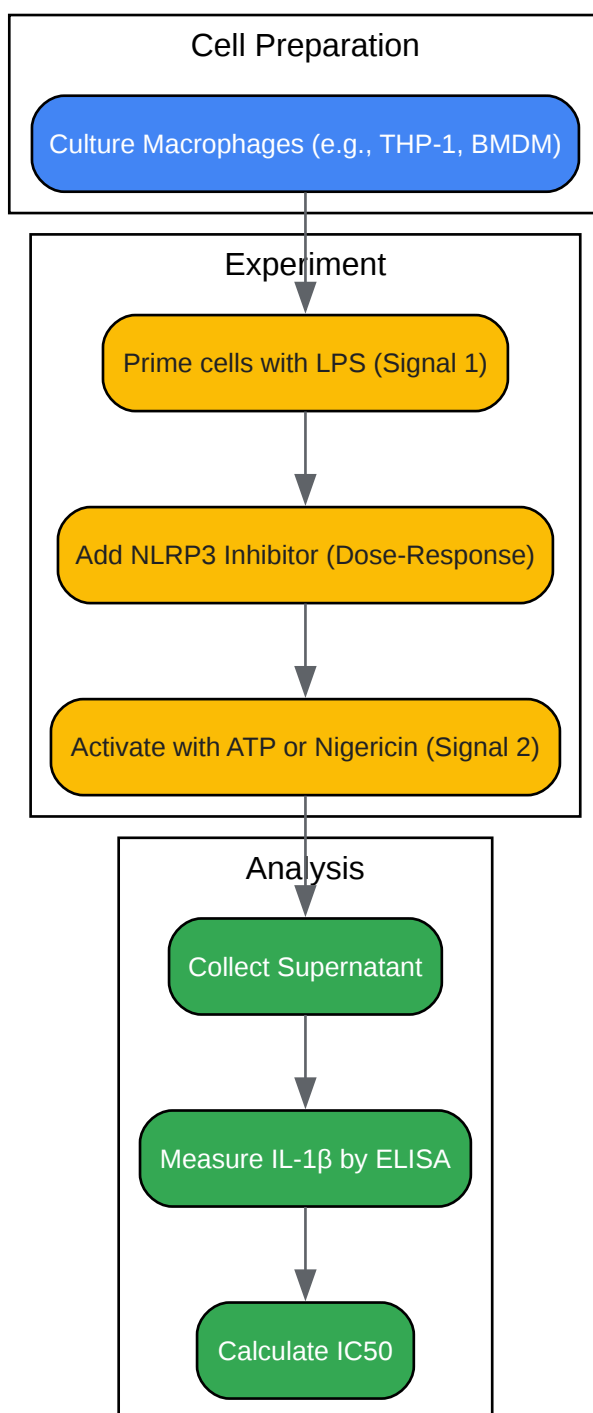 Cell Preparation
Culture Macrophages (e.g., THP-1, BMDM)
Experiment
Prime cells with LPS (Signal 1)
Add NLRP3 Inhibitor (Dose-Response)
Activate with ATP or Nigericin (Signal 2)
Analysis
Collect Supernatant
Measure IL-1β by ELISA
Calculate IC50